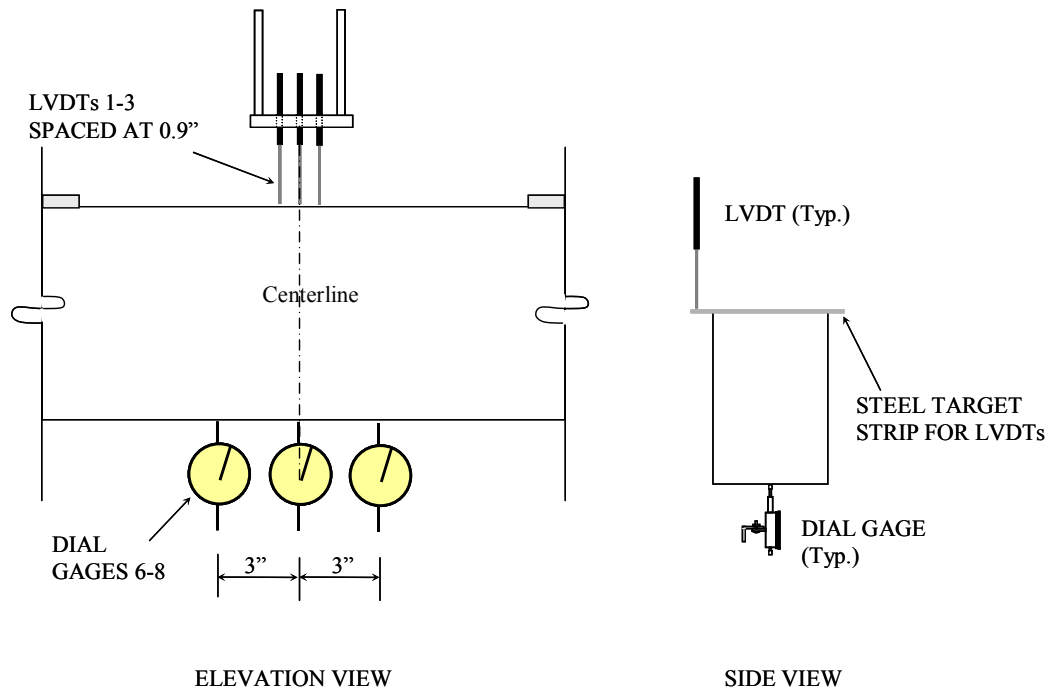 LVDTs 1-3
SPACED AT 0.9”
Centerline
DIAL
GAGES 6-8
3”
3”
ELEVATION VIEW
LVDT (Typ.)
STEEL TARGET
STRIP FOR LVDTs
DIAL GAGE
(Typ.)
SIDE VIEW